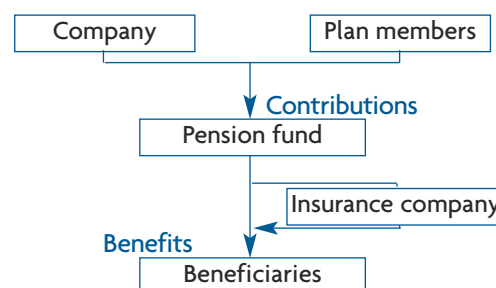 Company
Plan members
Contributions
Pension fund
Insurance company
Benefits
Beneficiaries